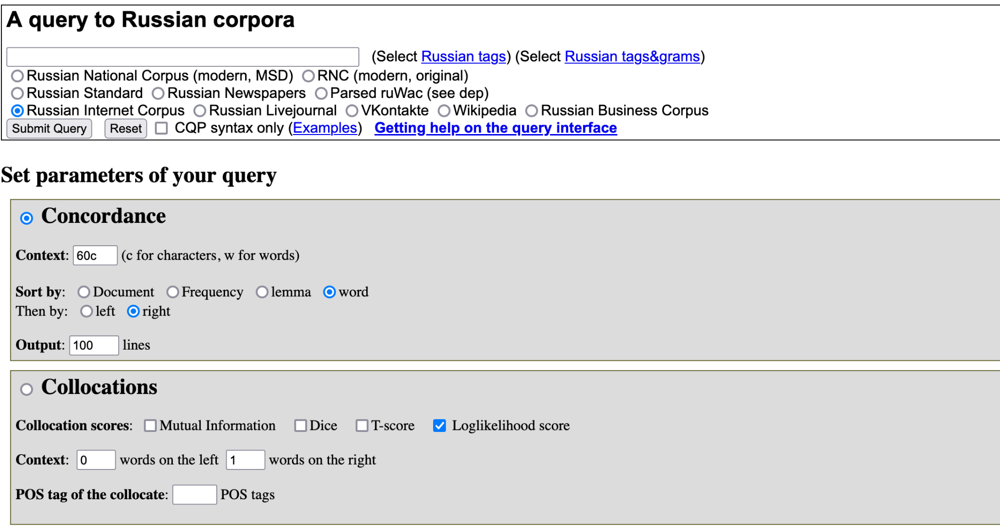 A query to Russian corpora
(Select Russian tags) (Select Russian tags&grams)
Russian National Corpus (modern, MSD) RNC (modern, original)
Russian Standard Russian Newspapers Parsed ruWac (see dep)
Russian Internet Corpus Russian Livejournal VKontakte Wikipedia Russian Business Corpus
Submit Query Reset CQP syntax only (Examples) Getting help on the query interface
Set parameters of your query
Concordance
Context: 60c (c for characters, w for words)
Sort by: Document Frequency lemma word
Then by: left right
Output: 100 lines
Collocations
Collocation scores: Mutual Information Dice T-score Loglikelihood score
Context: 0 words on the left 1 words on the right
POS tag of the collocate: POS tags